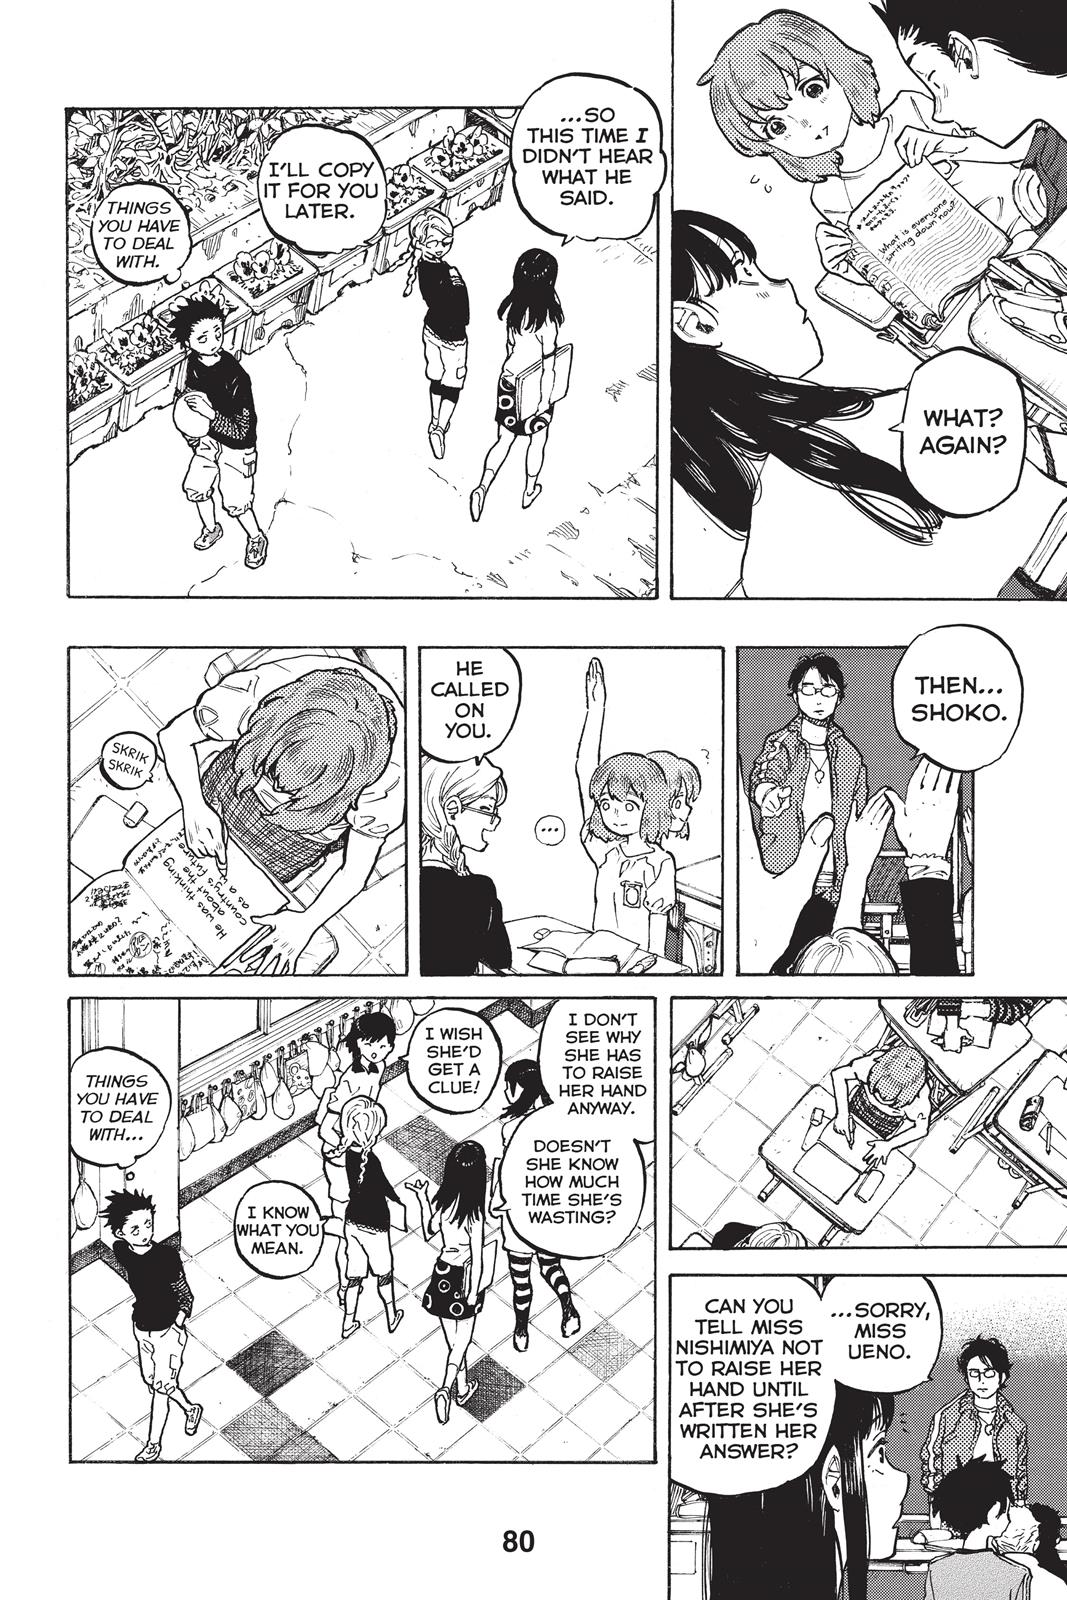 What is everyone
writing down now?
WHAT?
AGAIN?
...SO
THIS TIME I
DIDN'T HEAR
WHAT HE
SAID.
I'LL COPY
IT FOR YOU
LATER.
THINGS
YOU HAVE
TO DEAL
WITH.
THEN...
SHOKO.
HE
CALLED
ON
YOU.
...
?
SKRIK
SKRIK
He was thinking
about the
country's future
...SORRY,
MISS
UENO.
CAN YOU
TELL MISS
NISHIMIYA NOT
TO RAISE HER
HAND UNTIL
AFTER SHE'S
WRITTEN HER
ANSWER?
I DON'T
SEE WHY
SHE HAS
TO RAISE
HER HAND
ANYWAY.
DOESN'T
SHE KNOW
HOW MUCH
TIME SHE'S
WASTING?
I WISH
SHE'D
GET A
CLUE!
I KNOW
WHAT YOU
MEAN.
THINGS
YOU HAVE
TO DEAL
WITH...
80